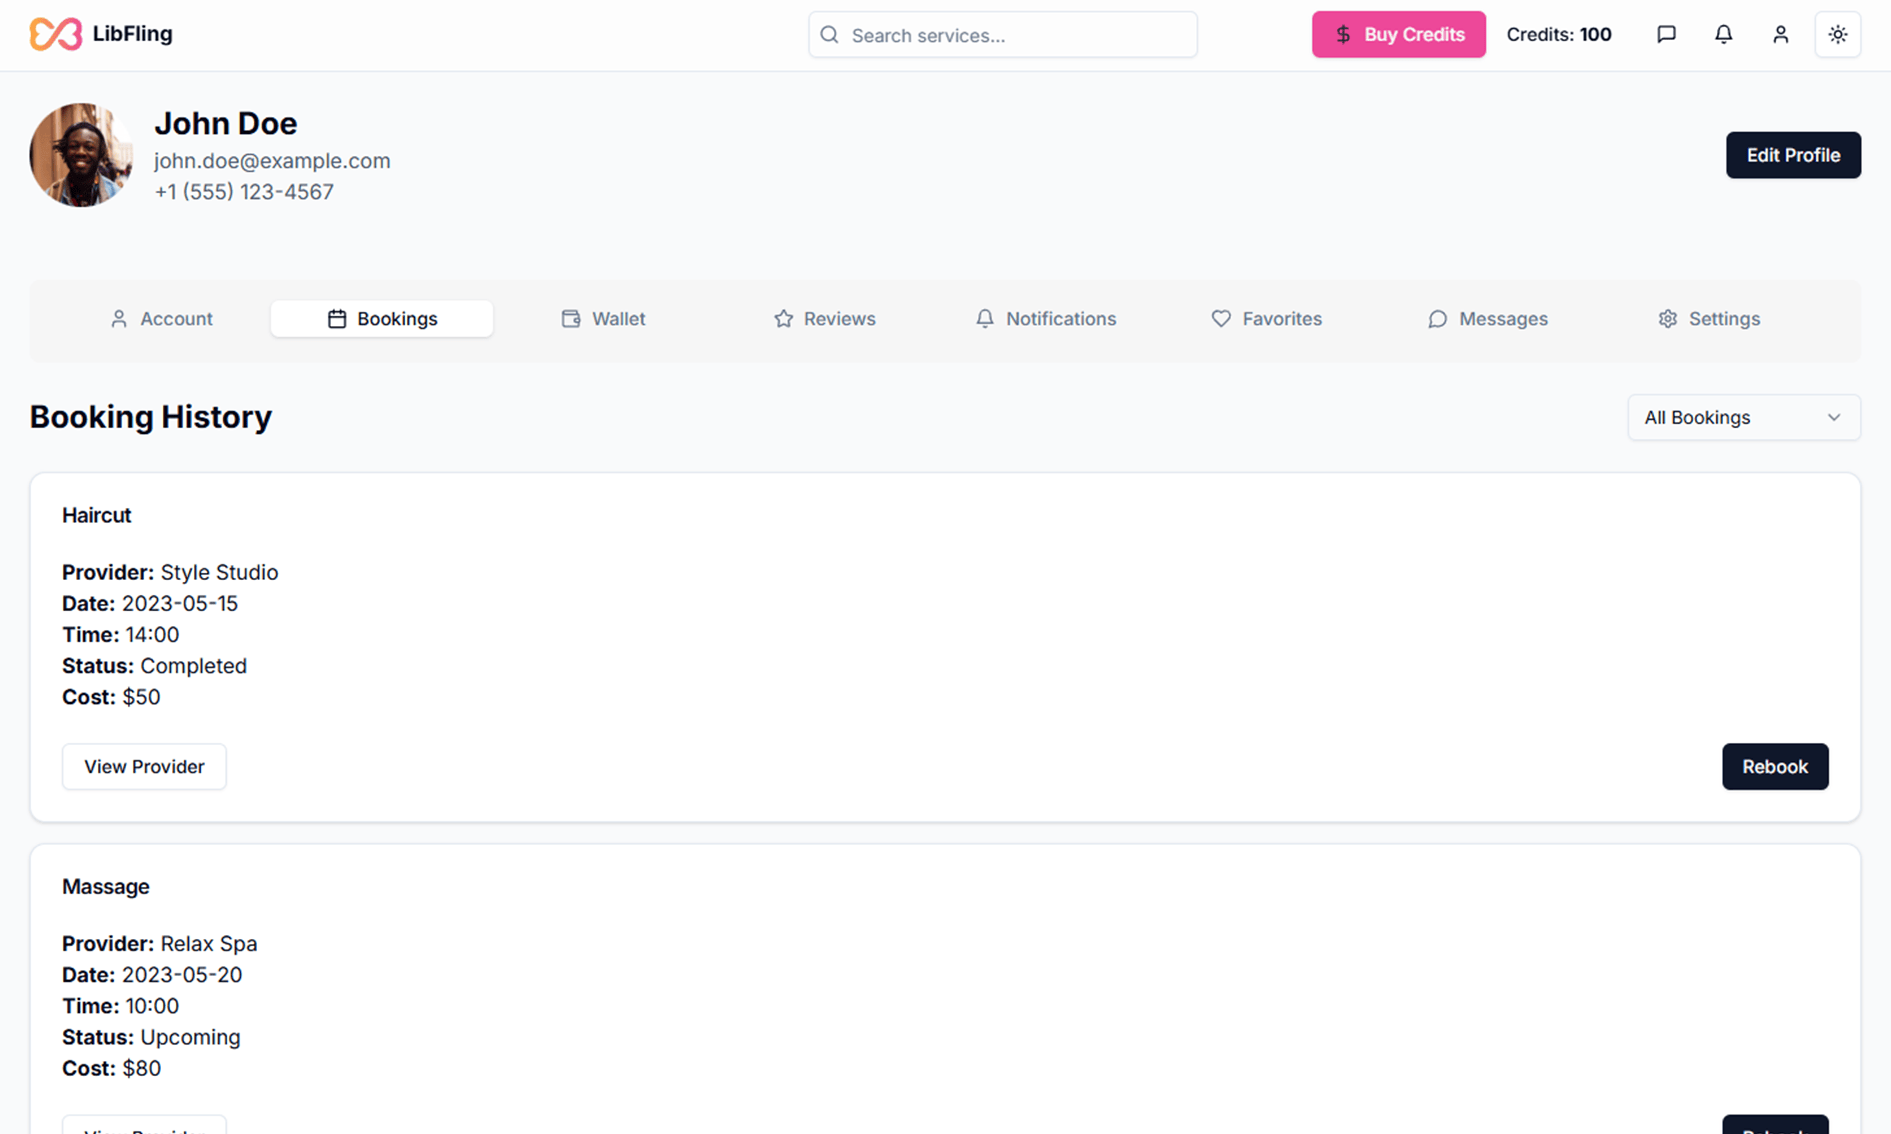 LibFling
Search services...
Buy Credits
Credits: 100
John Doe
john.doe@example.com
+1 (555) 123-4567
Edit Profile
Account
Bookings
Wallet
Reviews
Notifications
Favorites
Messages
Settings
Booking History
All Bookings
Haircut
Provider: Style Studio
Date: 2023-05-15
Time: 14:00
Status: Completed
Cost: $50
View Provider
Rebook
Massage
Provider: Relax Spa
Date: 2023-05-20
Time: 10:00
Status: Upcoming
Cost: $80